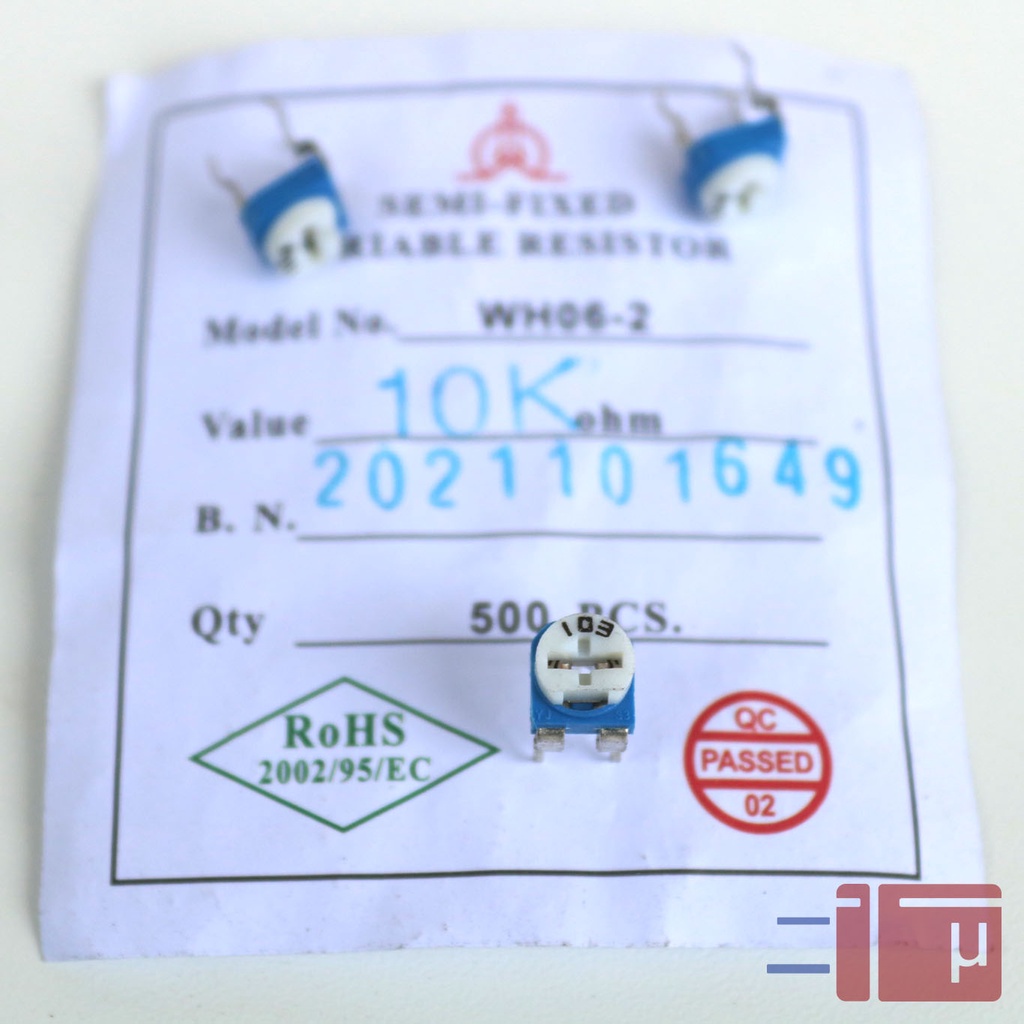 SEMI-FIXED
RIABLE RESISTOR
Model No. WH06-2
Value 10K ohm
2021101649
B. N.
Qty 500 PCS.
103
RoHS
2002/95/EC
QC
PASSED
02
µ